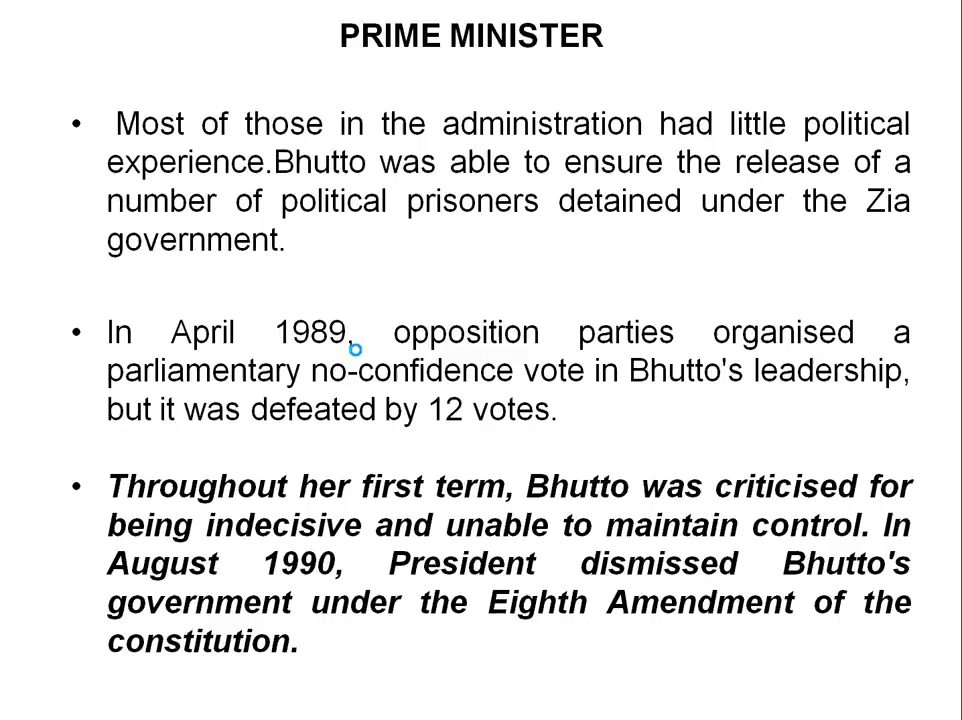 PRIME MINISTER
• Most of those in the administration had little political
experience.Bhutto was able to ensure the release of a
number of political prisoners detained under the Zia
government.
• In April 1989, opposition parties organised a
parliamentary no-confidence vote in Bhutto's leadership,
but it was defeated by 12 votes.
• Throughout her first term, Bhutto was criticised for
being indecisive and unable to maintain control. In
August 1990, President dismissed Bhutto's
government under the Eighth Amendment of the
constitution.